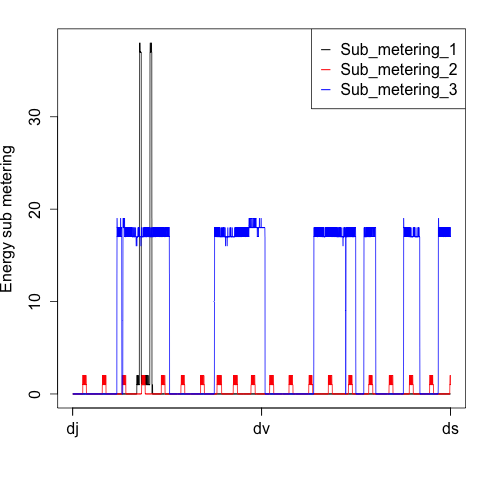 Sub_metering_1
Sub_metering_2
Sub_metering_3
Energy sub metering
30
20
10
0
dj dv ds